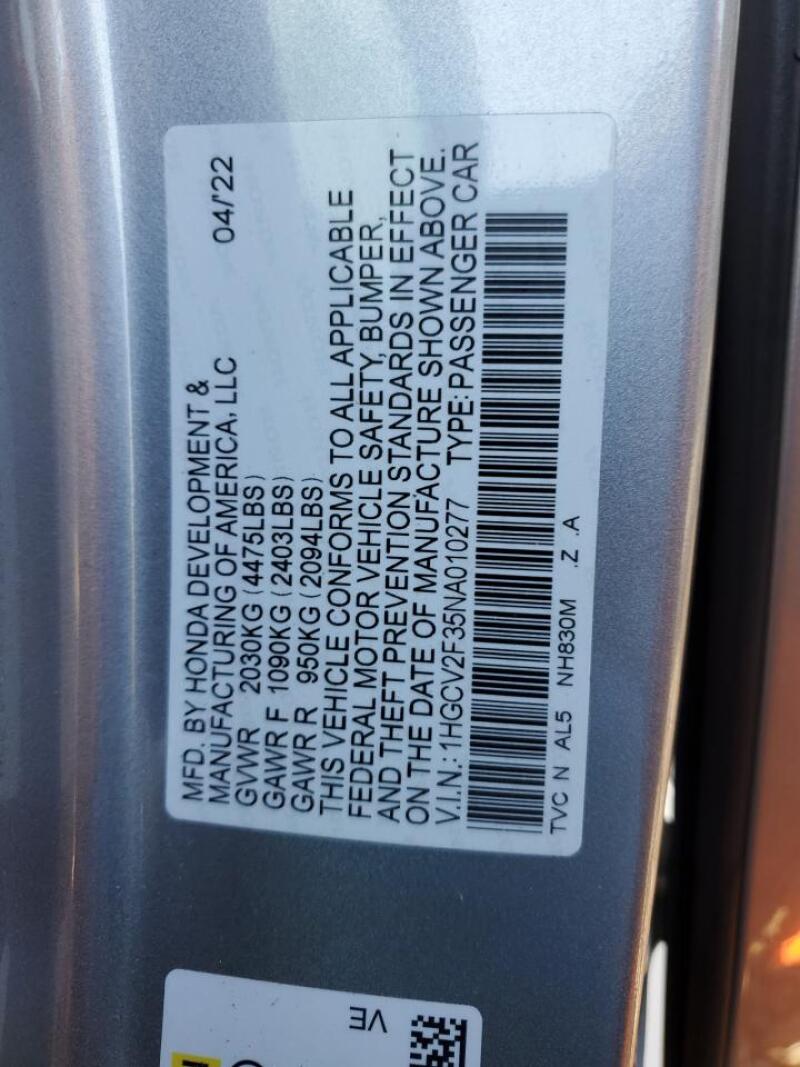 MFD. BY HONDA DEVELOPMENT & 04/'22
MANUFACTURING OF AMERICA, LLC
GVWR 2030KG (4475LBS)
GAWR F 1090KG (2403LBS)
GAWR R 950KG (2094LBS)
THIS VEHICLE CONFORMS TO ALL APPLICABLE
FEDERAL MOTOR VEHICLE SAFETY, BUMPER,
AND THEFT PREVENTION STANDARDS IN EFFECT
ON THE DATE OF MANUFACTURE SHOWN ABOVE.
V.I.N.: 1HGCV2F35NA010277 TYPE: PASSENGER CAR
TVC N AL5 NH830M .Z .A
VE